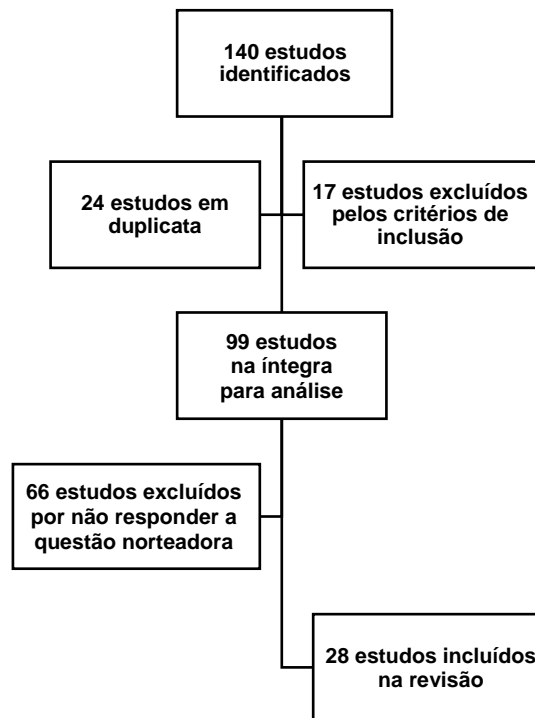 140 estudos
identificados
24 estudos em
duplicata
17 estudos excluídos
pelos critérios de
inclusão
99 estudos
na íntegra
para análise
66 estudos excluídos
por não responder a
questão norteadora
28 estudos incluídos
na revisão